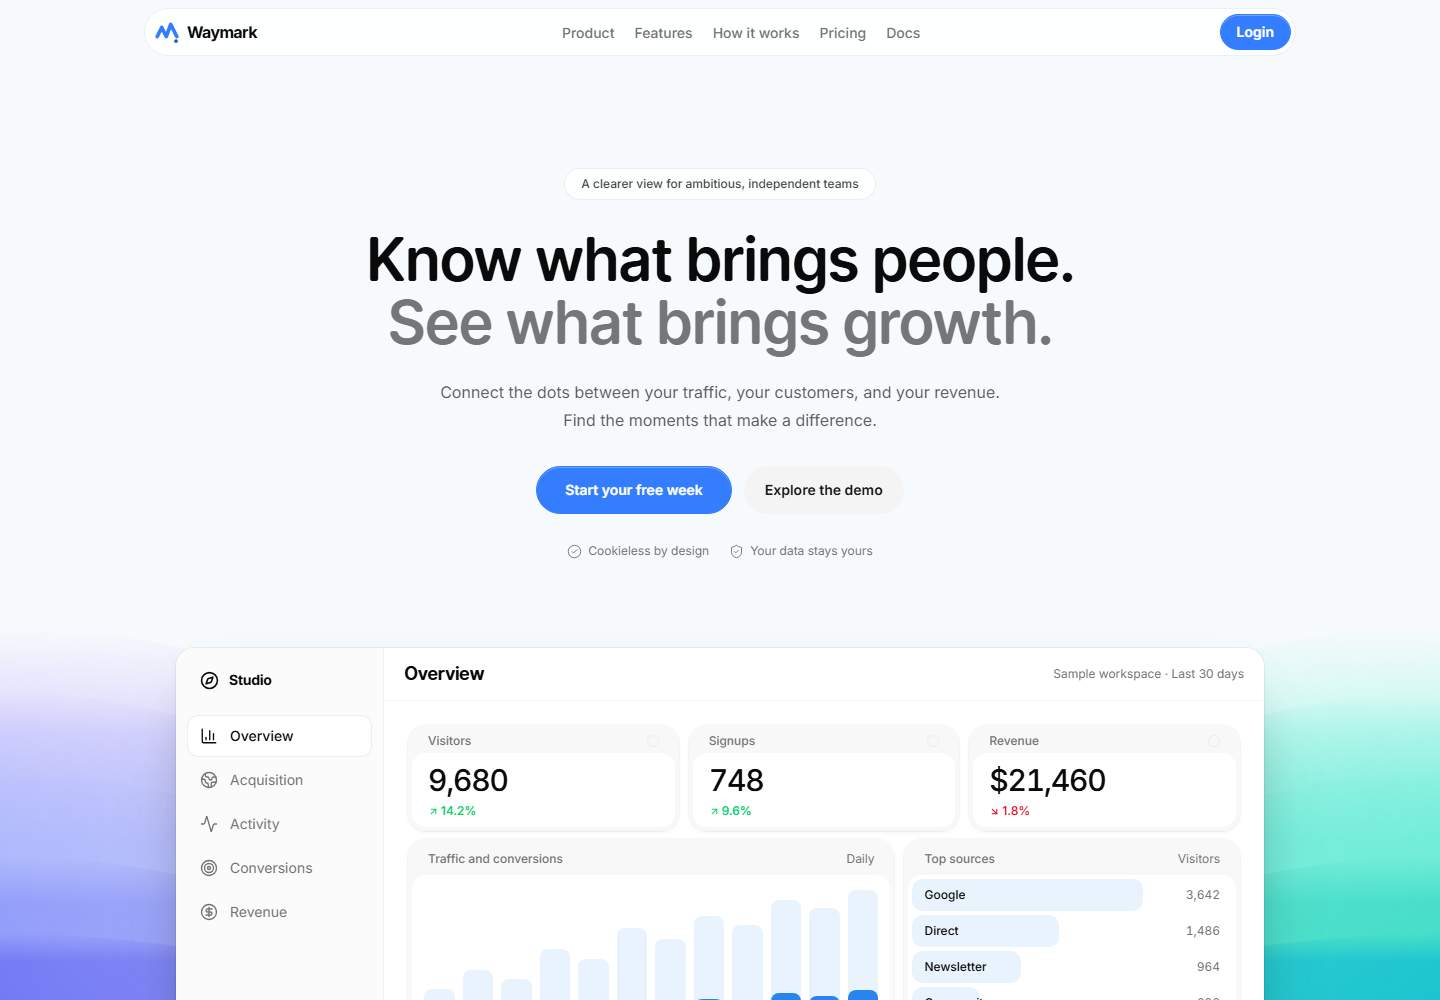 Waymark
Product
Features
How it works
Pricing
Docs
Login
A clearer view for ambitious, independent teams
Know what brings people.
See what brings growth.
Connect the dots between your traffic, your customers, and your revenue.
Find the moments that make a difference.
Start your free week
Explore the demo
Cookieless by design
Your data stays yours
Studio
Overview
Acquisition
Activity
Conversions
Revenue
Overview
Sample workspace · Last 30 days
Visitors
9,680
14.2%
Signups
748
9.6%
Revenue
$21,460
1.8%
Traffic and conversions
Daily
Top sources
Visitors
Google
3,642
Direct
1,486
Newsletter
964